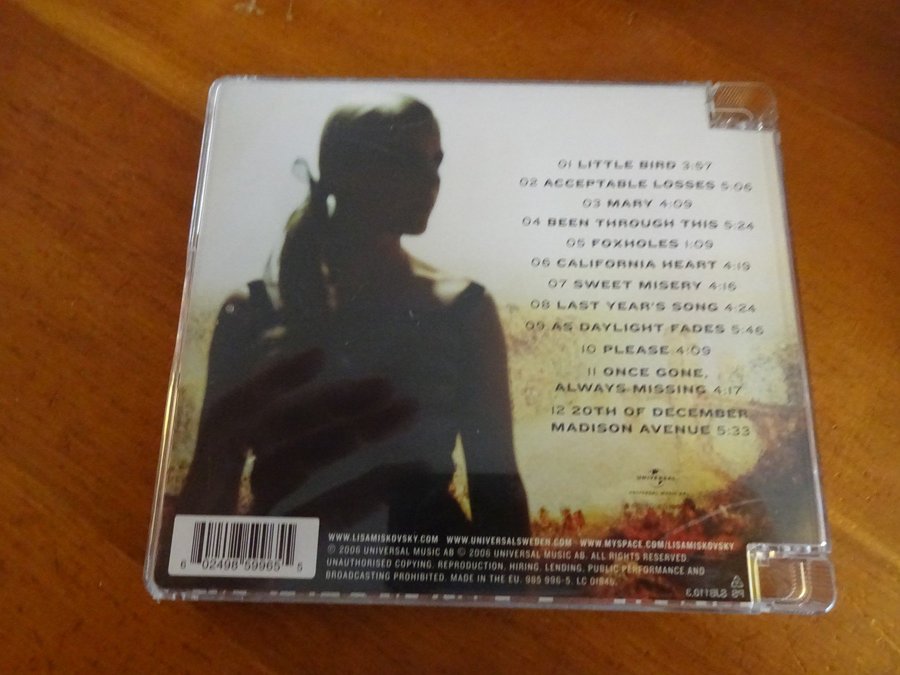 01 LITTLE BIRD 3:57
02 ACCEPTABLE LOSSES 5:06
03 MARY 4:09
04 BEEN THROUGH THIS 5:24
05 FOXHOLES 1:09
06 CALIFORNIA HEART 4:19
07 SWEET MISERY 4:16
08 LAST YEAR'S SONG 4:24
09 AS DAYLIGHT FADES 5:46
10 PLEASE 4:09
11 ONCE GONE,
ALWAYS MISSING 4:17
12 20TH OF DECEMBER
MADISON AVENUE 5:33
UNIVERSAL
UNIVERSAL MUSIC AB
WWW.LISAMISKOVSKY.COM WWW.UNIVERSALSWEDEN.COM WWW.MYSPACE.COM/LISAMISKOVSKY
℗ 2006 UNIVERSAL MUSIC AB © 2006 UNIVERSAL MUSIC AB. ALL RIGHTS RESERVED.
UNAUTHORISED COPYING, REPRODUCTION, HIRING, LENDING, PUBLIC PERFORMANCE AND
BROADCASTING PROHIBITED. MADE IN THE EU. 985 996-5. LC 01846.
6 02498 59965 5